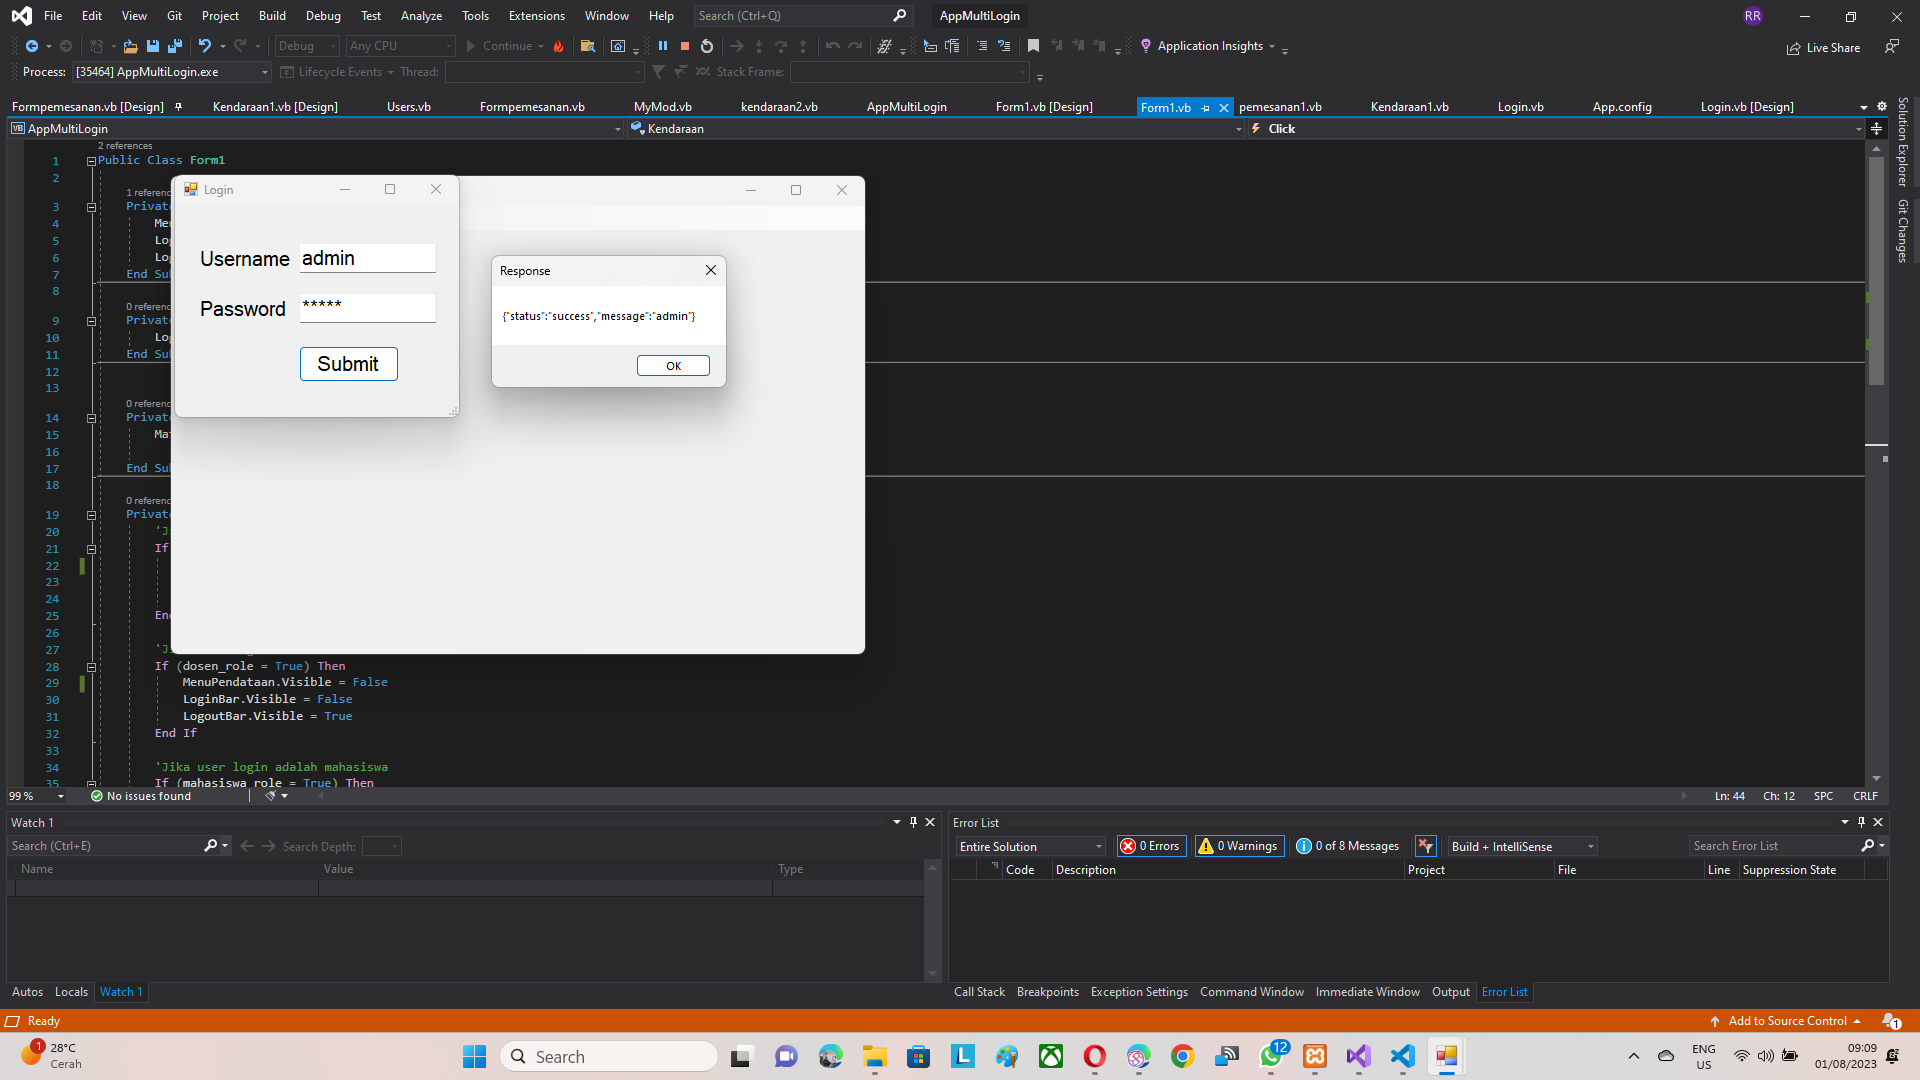 File Edit View Git Project Build Debug Test Analyze Tools Extensions Window Help Search (Ctrl+Q) AppMultiLogin RR
Debug Any CPU Continue Application Insights Live Share
Process: [35464] AppMultiLogin.exe Lifecycle Events Thread: Stack Frame:
Formpemesanan.vb [Design] Kendaraan1.vb [Design] Users.vb Formpemesanan.vb MyMod.vb kendaraan2.vb AppMultiLogin Form1.vb [Design] Form1.vb pemesanan1.vb Kendaraan1.vb Login.vb App.config Login.vb [Design]
VB AppMultiLogin Kendaraan Click
Solution Explorer
Git Changes
2 references
1 Public Class Form1
2
1 referenc
3 Privat
4 Me
5 Lo
6 Lo
7 End Su
8
0 referenc
9 Privat
10 Lo
11 End Su
12
13
0 referenc
14 Privat
15 Ma
16
17 End Su
18
0 referenc
19 Privat
20 'J
21 If
22
23
24
25 En
26
27 'J
28 If (dosen_role = True) Then
29 MenuPendataan.Visible = False
30 LoginBar.Visible = False
31 LogoutBar.Visible = True
32 End If
33
34 'Jika user login adalah mahasiswa
35 If (mahasiswa_role = True) Then
Login
Username admin
Password *****
Submit
Response
{"status":"success","message":"admin"}
OK
99 % No issues found Ln: 44 Ch: 12 SPC CRLF
Watch 1
Search (Ctrl+E) Search Depth:
Name Value Type
Autos Locals Watch 1
Error List
Entire Solution 0 Errors 0 Warnings 0 of 8 Messages Build + IntelliSense Search Error List
Code Description Project File Line Suppression State
Call Stack Breakpoints Exception Settings Command Window Immediate Window Output Error List
Ready Add to Source Control 1
1 28°C
Cerah
Search
L
12
ENG
US
09:09
01/08/2023